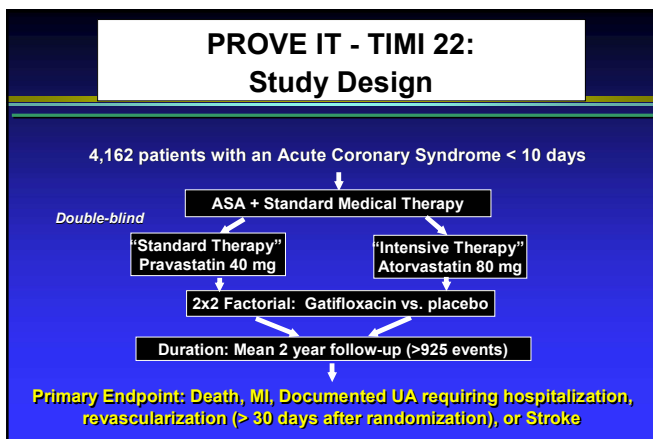 PROVE IT - TIMI 22:
Study Design
4,162 patients with an Acute Coronary Syndrome < 10 days
ASA + Standard Medical Therapy
Double-blind
“Standard Therapy”
Pravastatin 40 mg
“Intensive Therapy”
Atorvastatin 80 mg
2x2 Factorial: Gatifloxacin vs. placebo
Duration: Mean 2 year follow-up (>925 events)
Primary Endpoint: Death, MI, Documented UA requiring hospitalization,
revascularization (> 30 days after randomization), or Stroke